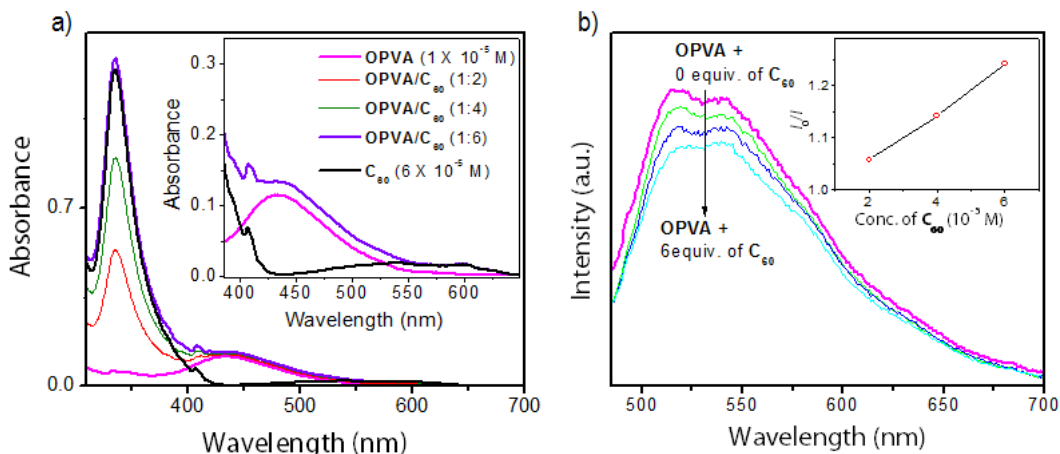 a)
Absorbance
0.7
0.0
400
500
600
700
Wavelength (nm)
Absorbance
0.3
0.2
0.1
0.0
400
450
500
550
600
Wavelength (nm)
OPVA (1 X 10⁻⁵ M)
OPVA/C₆₀ (1:2)
OPVA/C₆₀ (1:4)
OPVA/C₆₀ (1:6)
C₆₀ (6 X 10⁻⁵ M)
b)
Intensity (a.u.)
500
550
600
650
700
Wavelength (nm)
OPVA +
0 equiv. of C₆₀
OPVA +
6equiv. of C₆₀
I₀/I
1.2
1.1
1.0
2
4
6
Conc. of C₆₀ (10⁻⁵ M)